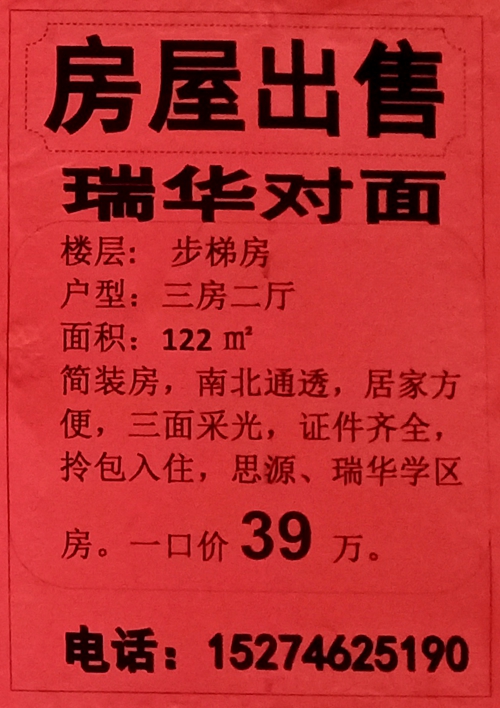 房屋出售
瑞华对面
楼层： 步梯房
户型：三房二厅
面积：122 ㎡
简装房，南北通透，居家方
便，三面采光，证件齐全，
拎包入住，思源、瑞华学区
房。一口价 39 万。
电话：15274625190